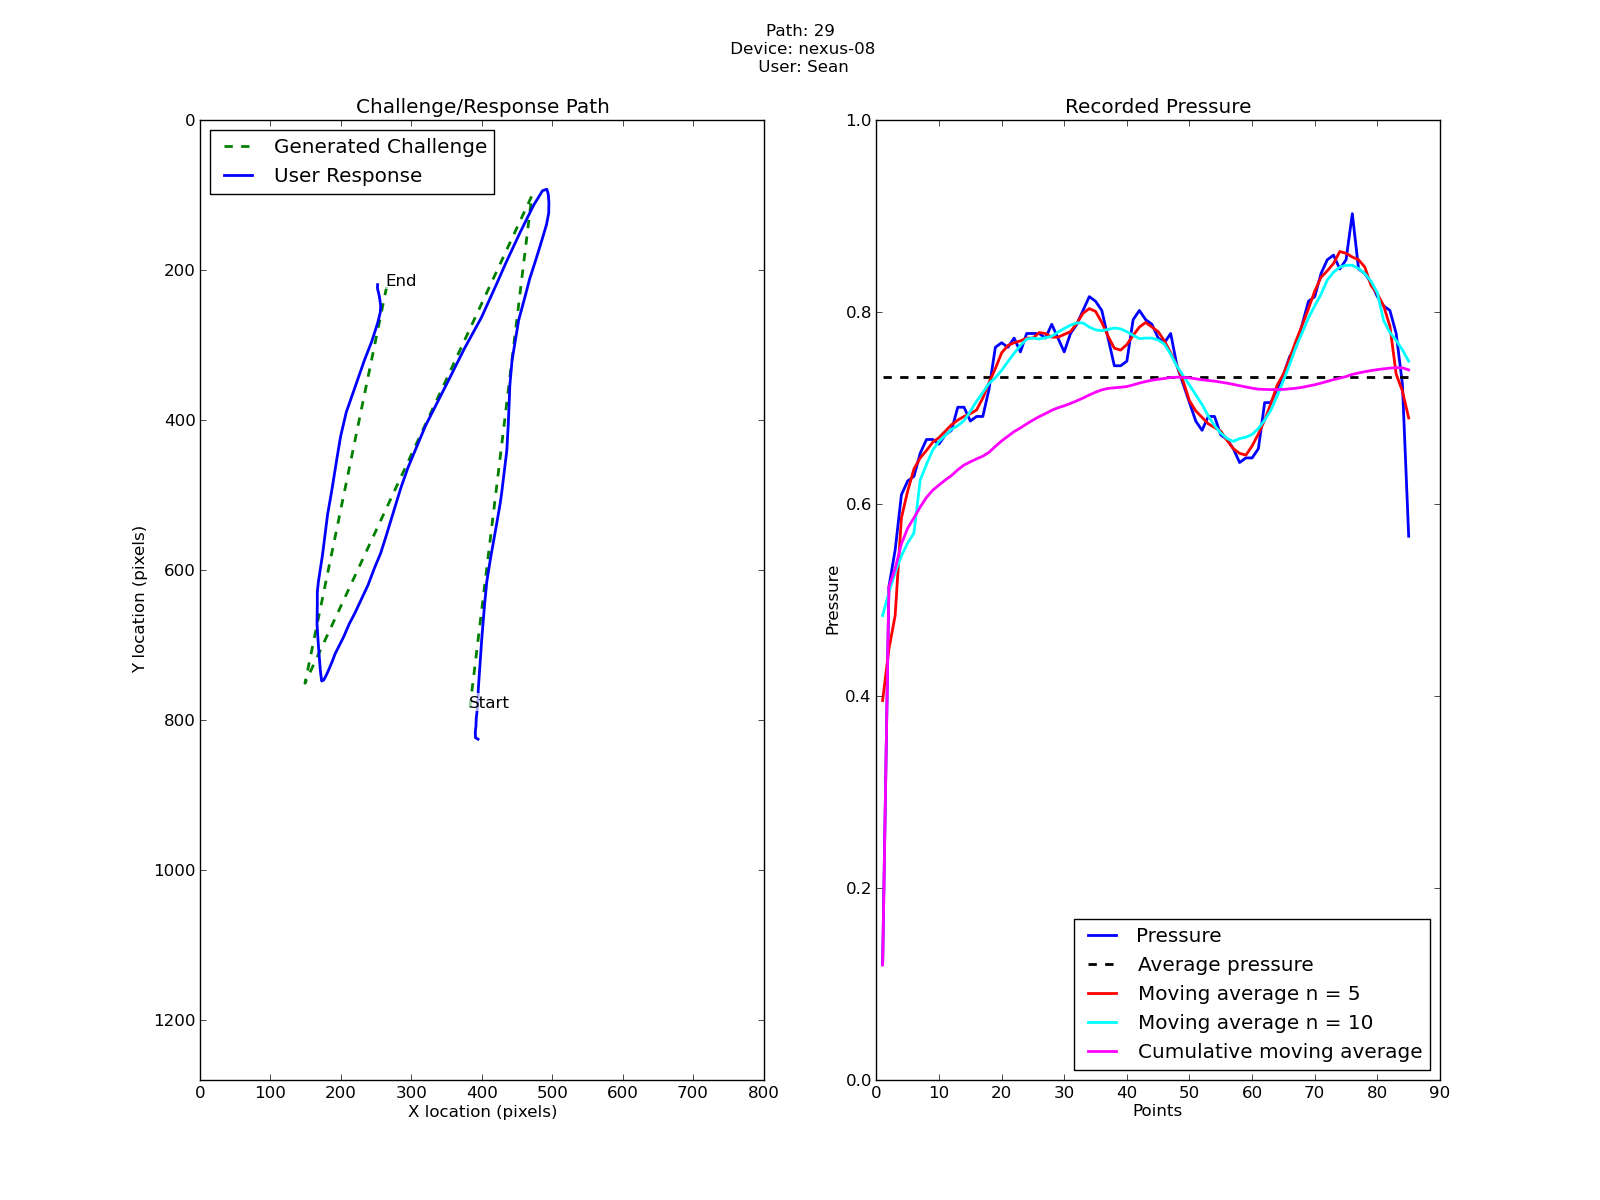 Path: 29
Device: nexus-08
User: Sean
Challenge/Response Path
Generated Challenge
User Response
0
200
400
600
800
1000
1200
Y location (pixels)
End
Start
0 100 200 300 400 500 600 700 800
X location (pixels)
Recorded Pressure
1.0
0.8
0.6
0.4
0.2
0.0
Pressure
Pressure
Average pressure
Moving average n = 5
Moving average n = 10
Cumulative moving average
0 10 20 30 40 50 60 70 80 90
Points